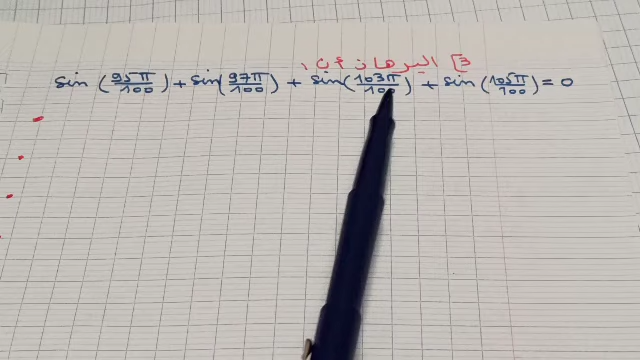 3] البرهان أن :
sin (95π/100) + sin(97π/100) + sin(103π/100) + sin(105π/100) = 0